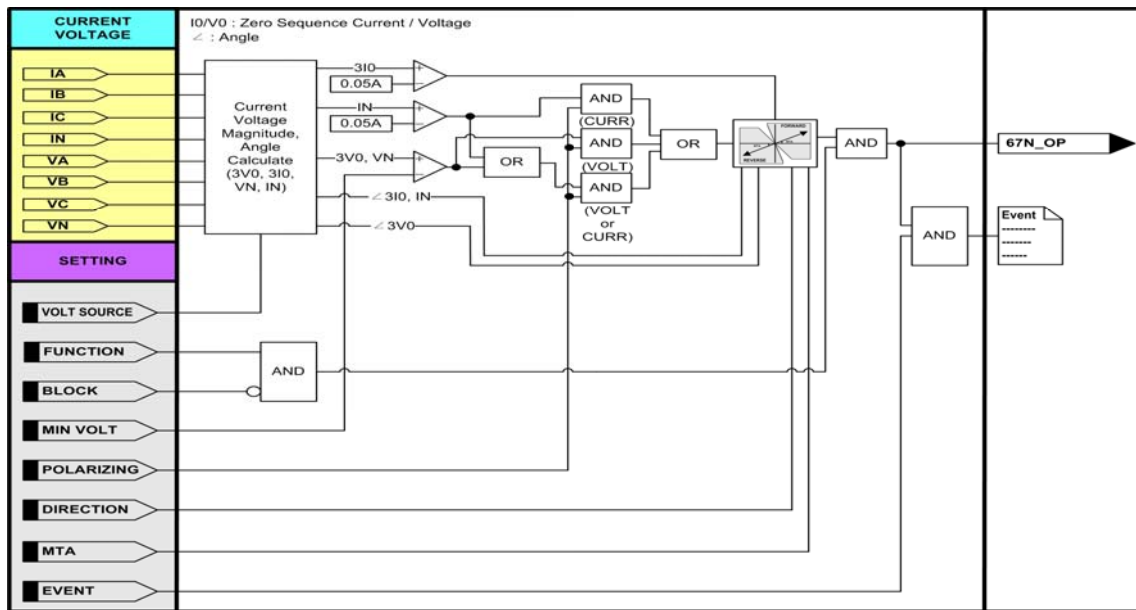 CURRENT
VOLTAGE
I0/V0 : Zero Sequence Current / Voltage
∠ : Angle
IA
IB
IC
IN
VA
VB
VC
VN
Current
Voltage
Magnitude,
Angle
Calculate
(3V0, 3I0,
VN, IN)
3I0
0.05A
IN
0.05A
3V0, VN
∠3I0, IN
∠3V0
+
−
+
−
+
−
OR
AND
(CURR)
AND
(VOLT)
AND
(VOLT
or
CURR)
OR
FORWARD
REVERSE
AND
67N_OP
AND
Event
SETTING
VOLT SOURCE
FUNCTION
BLOCK
AND
MIN VOLT
POLARIZING
DIRECTION
MTA
EVENT